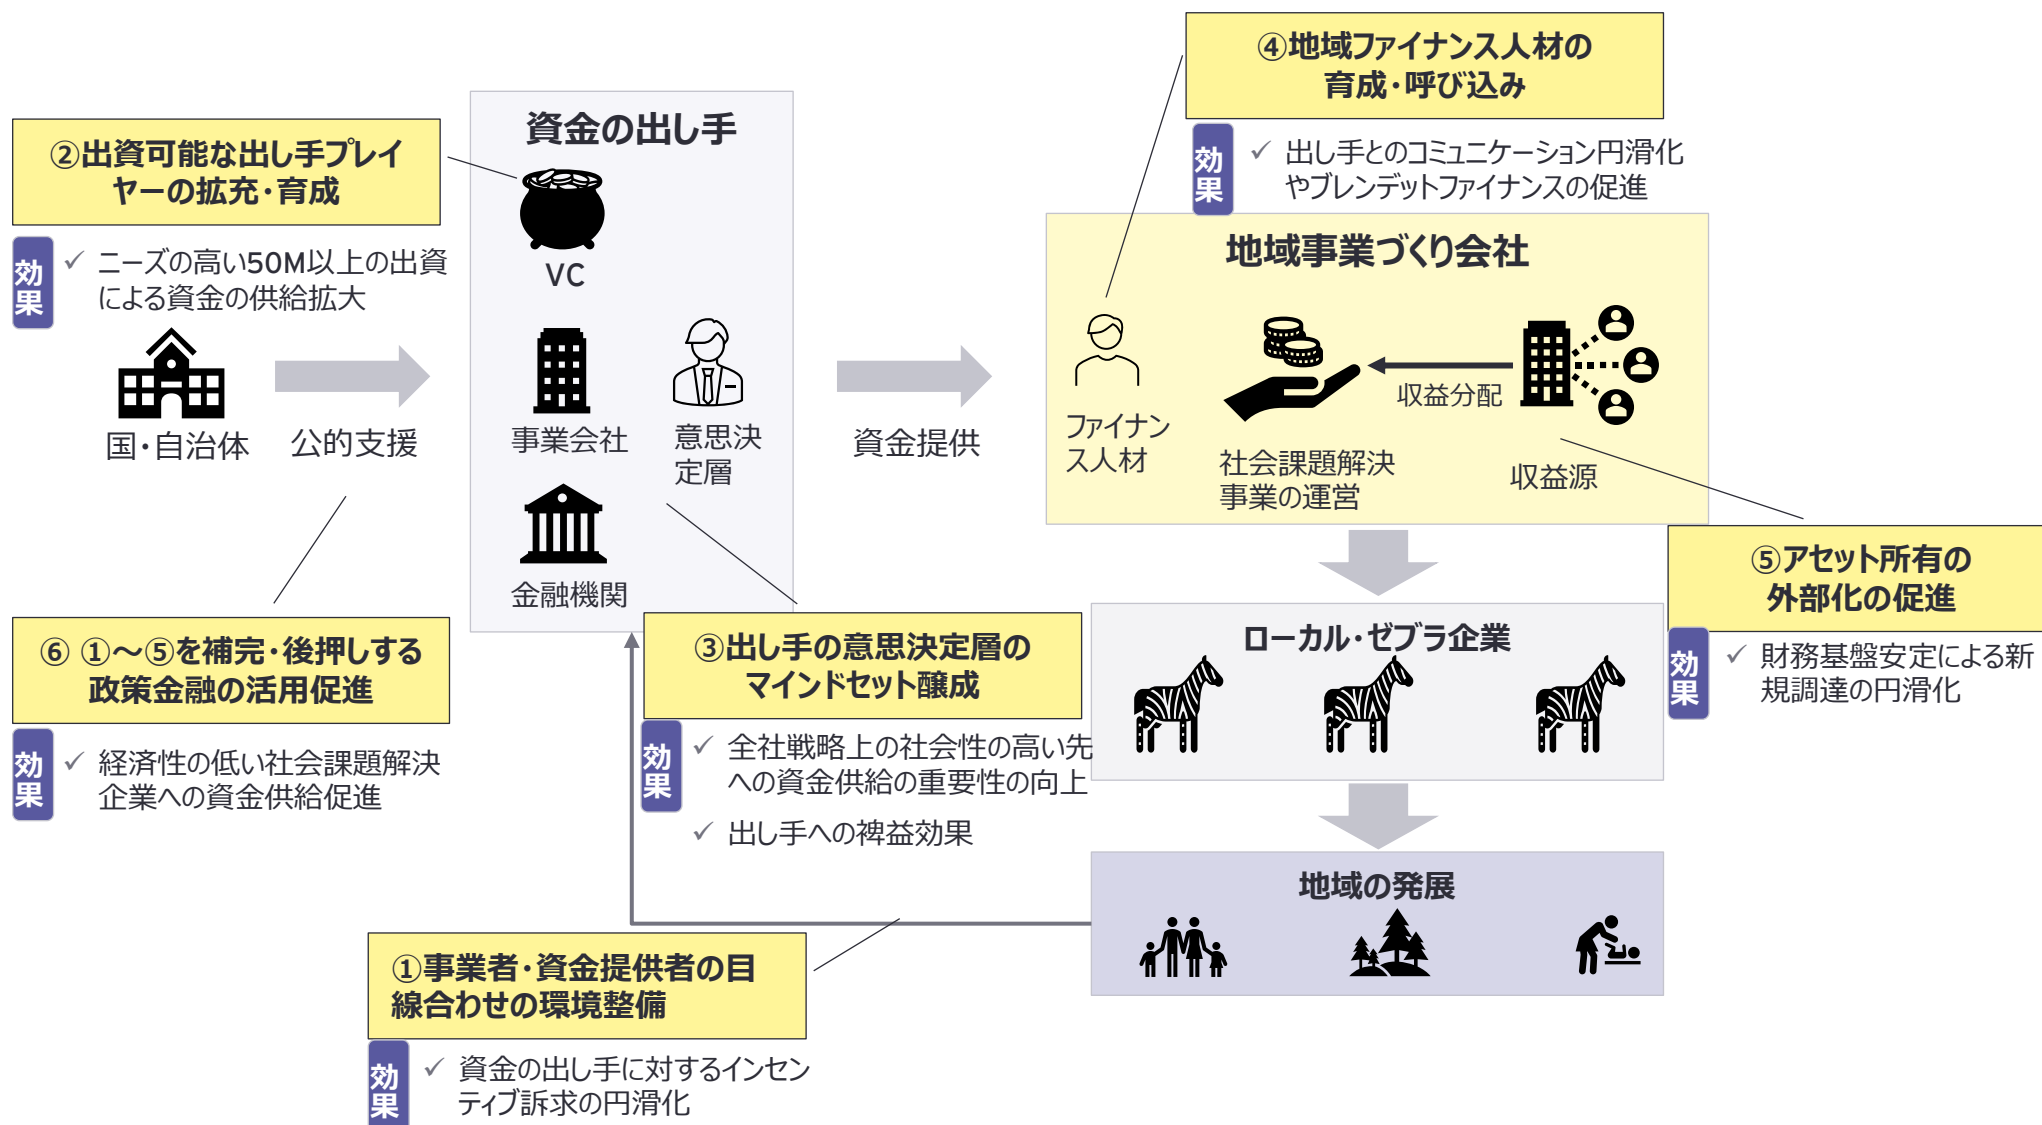 ④地域ファイナンス人材の
育成・呼び込み
効果
✓ 出し手とのコミュニケーション円滑化
やブレンデットファイナンスの促進
②出資可能な出し手プレイ
ヤーの拡充・育成
効果
✓ ニーズの高い50M以上の出資
による資金の供給拡大
国・自治体
公的支援
資金の出し手
VC
事業会社
意思決
定層
金融機関
資金提供
地域事業づくり会社
ファイナン
ス人材
社会課題解決
事業の運営
収益分配
収益源
⑤アセット所有の
外部化の促進
効果
✓ 財務基盤安定による新
規調達の円滑化
⑥ ①～⑤を補完・後押しする
政策金融の活用促進
効果
✓ 経済性の低い社会課題解決
企業への資金供給促進
③出し手の意思決定層の
マインドセット醸成
効果
✓ 全社戦略上の社会性の高い先
への資金供給の重要性の向上
✓ 出し手への裨益効果
ローカル・ゼブラ企業
地域の発展
①事業者・資金提供者の目
線合わせの環境整備
効果
✓ 資金の出し手に対するインセン
ティブ訴求の円滑化